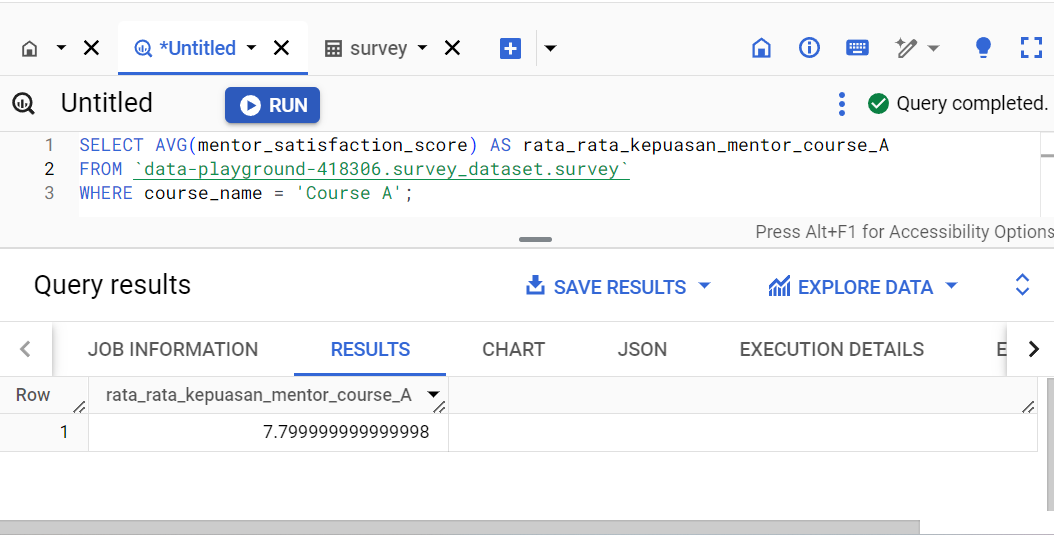 *Untitled
survey
Untitled
RUN
Query completed.
1 SELECT AVG(mentor_satisfaction_score) AS rata_rata_kepuasan_mentor_course_A
2 FROM `data-playground-418306.survey_dataset.survey`
3 WHERE course_name = 'Course A';
Press Alt+F1 for Accessibility Options
Query results
SAVE RESULTS
EXPLORE DATA
JOB INFORMATION RESULTS CHART JSON EXECUTION DETAILS E
Row rata_rata_kepuasan_mentor_course_A
1 7.799999999999998